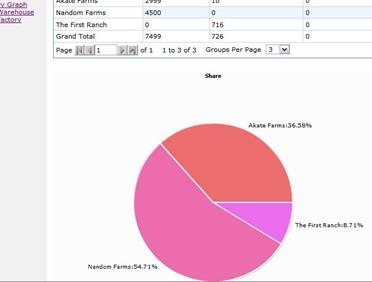 y Graph
Warehouse
Factory
Akate Farms 2999 10 0
Nandom Farms 4500 0 0
The First Ranch 0 716 0
Grand Total 7499 726 0
Page 1 of 1 1 to 3 of 3 Groups Per Page 3
Share
Akate Farms:36.58%
The First Ranch:8.71%
Nandom Farms:54.71%